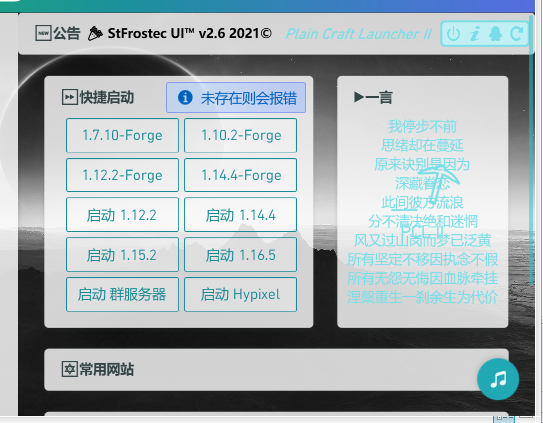 公告 StFrostec UI™ v2.6 2021© Plain Craft Launcher II
快捷启动
未存在则会报错
1.7.10-Forge
1.10.2-Forge
1.12.2-Forge
1.14.4-Forge
启动 1.12.2
启动 1.14.4
启动 1.15.2
启动 1.16.5
启动 群服务器
启动 Hypixel
一言
我停步不前
思绪却在蔓延
原来诀别是因为
深藏眷恋
此间彼方流浪
分不清决绝和迷惘
PCL II
风又过山岗而梦已泛黄
所有坚定不移因执念不假
所有无怨无悔因血脉牵挂
涅槃重生一刹余生为代价
常用网站